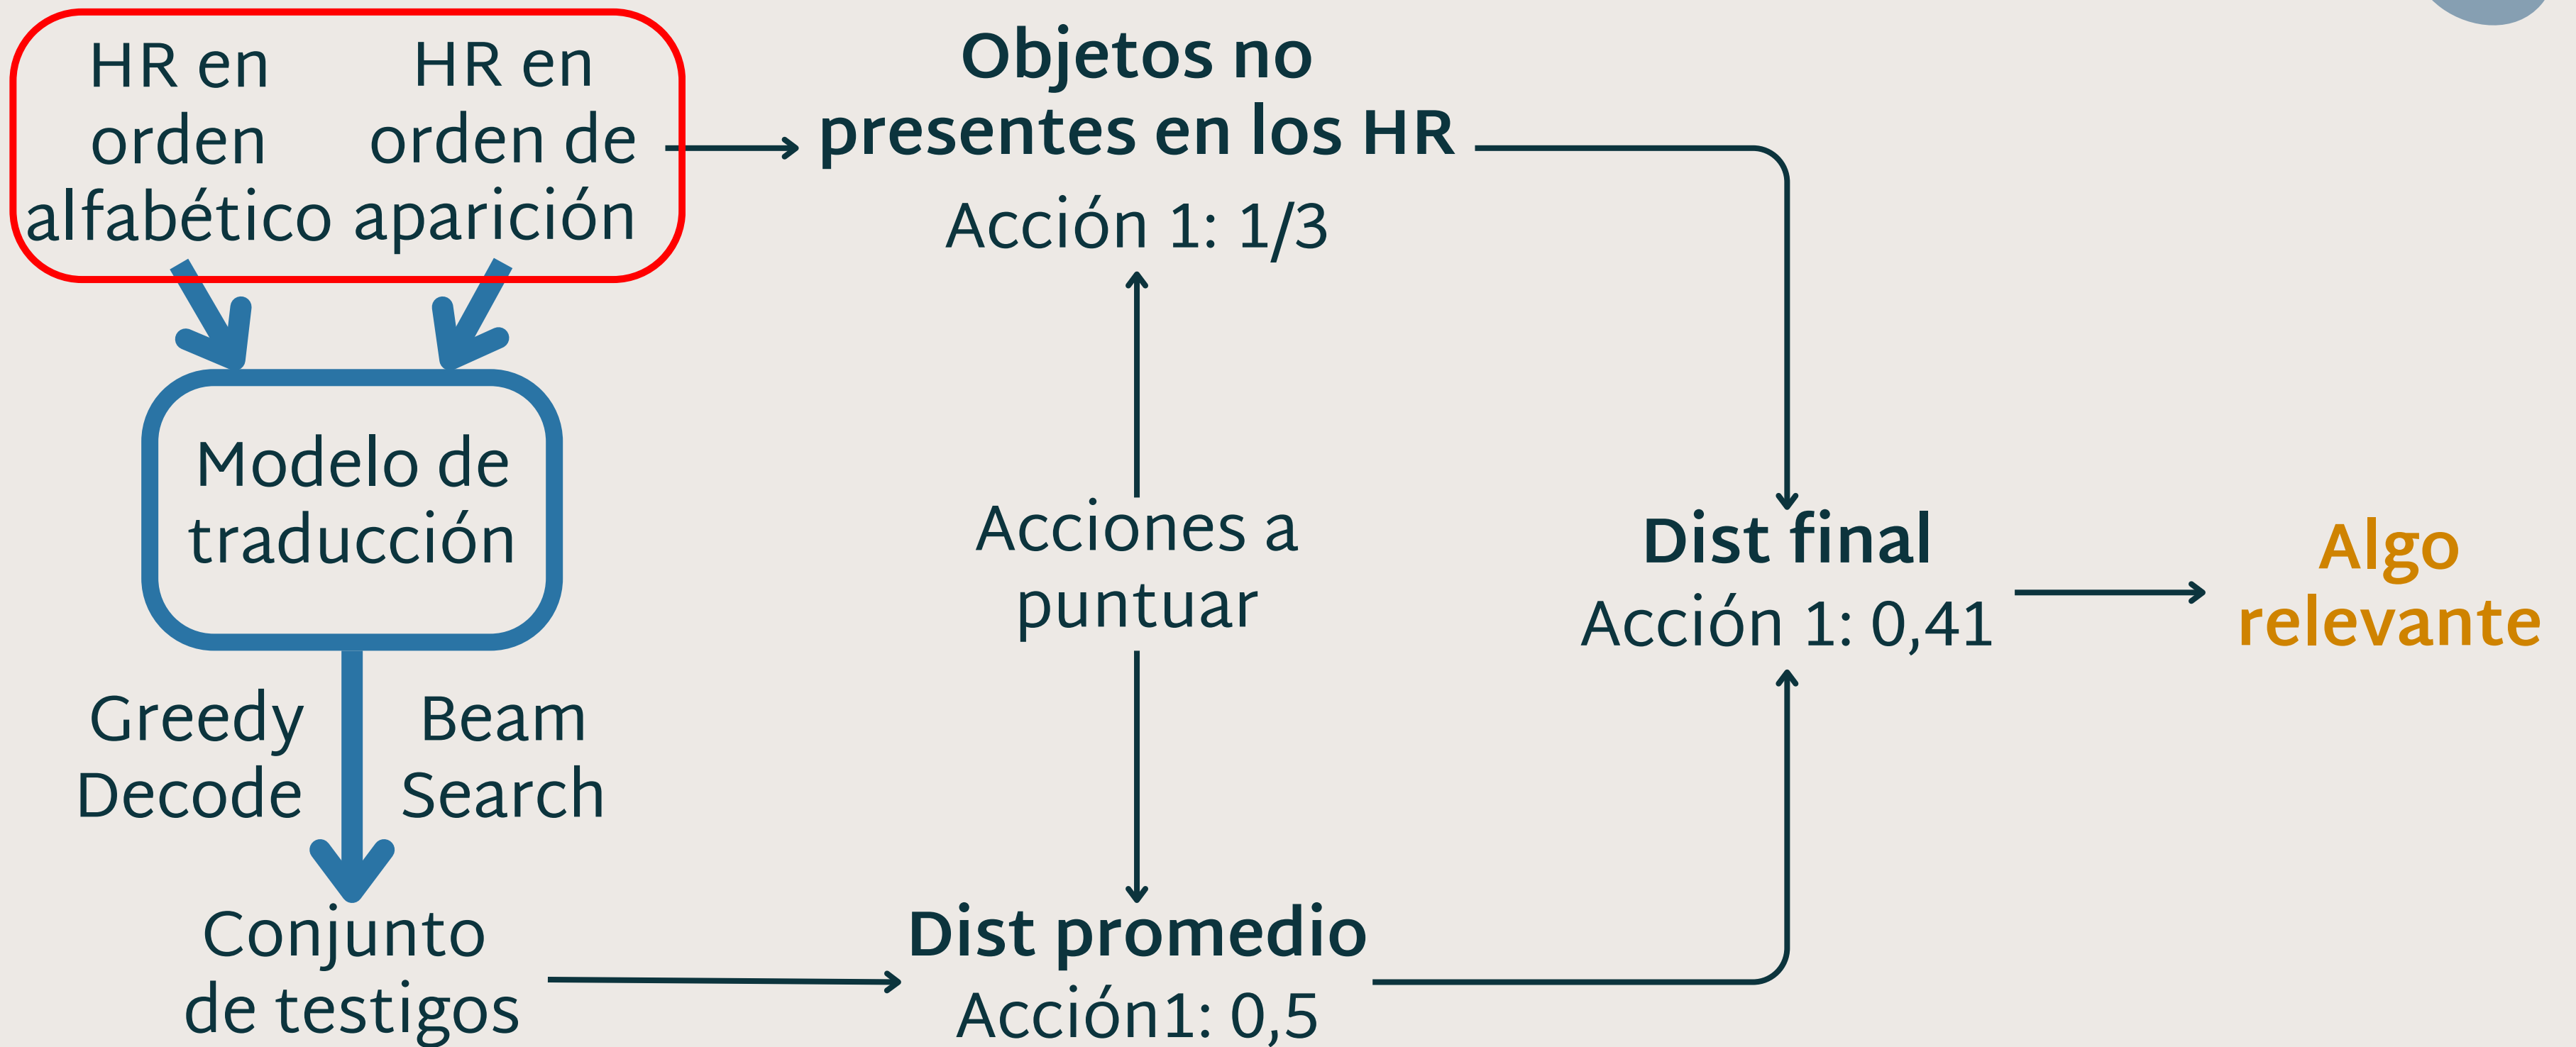 HR en
orden
alfabético
HR en
orden de
aparición
Objetos no
presentes en los HR
Acción 1: 1/3
Modelo de
traducción
Acciones a
puntuar
Dist final
Acción 1: 0,41
Algo
relevante
Greedy
Decode
Beam
Search
Conjunto
de testigos
Dist promedio
Acción1: 0,5